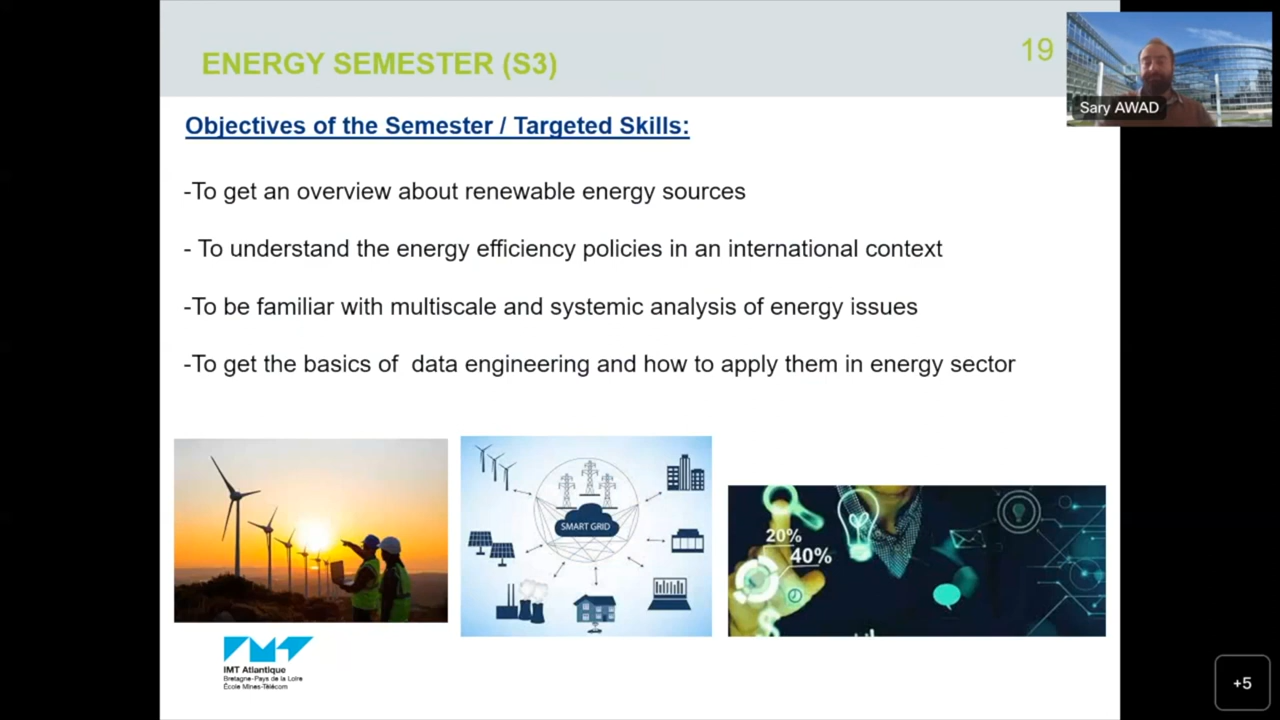 ENERGY SEMESTER (S3)
19
Sary AWAD
Objectives of the Semester / Targeted Skills:
-To get an overview about renewable energy sources
- To understand the energy efficiency policies in an international context
-To be familiar with multiscale and systemic analysis of energy issues
-To get the basics of  data engineering and how to apply them in energy sector
SMART GRID
20%
40%
IMT Atlantique
Bretagne-Pays de la Loire
École Mines-Télécom
+5